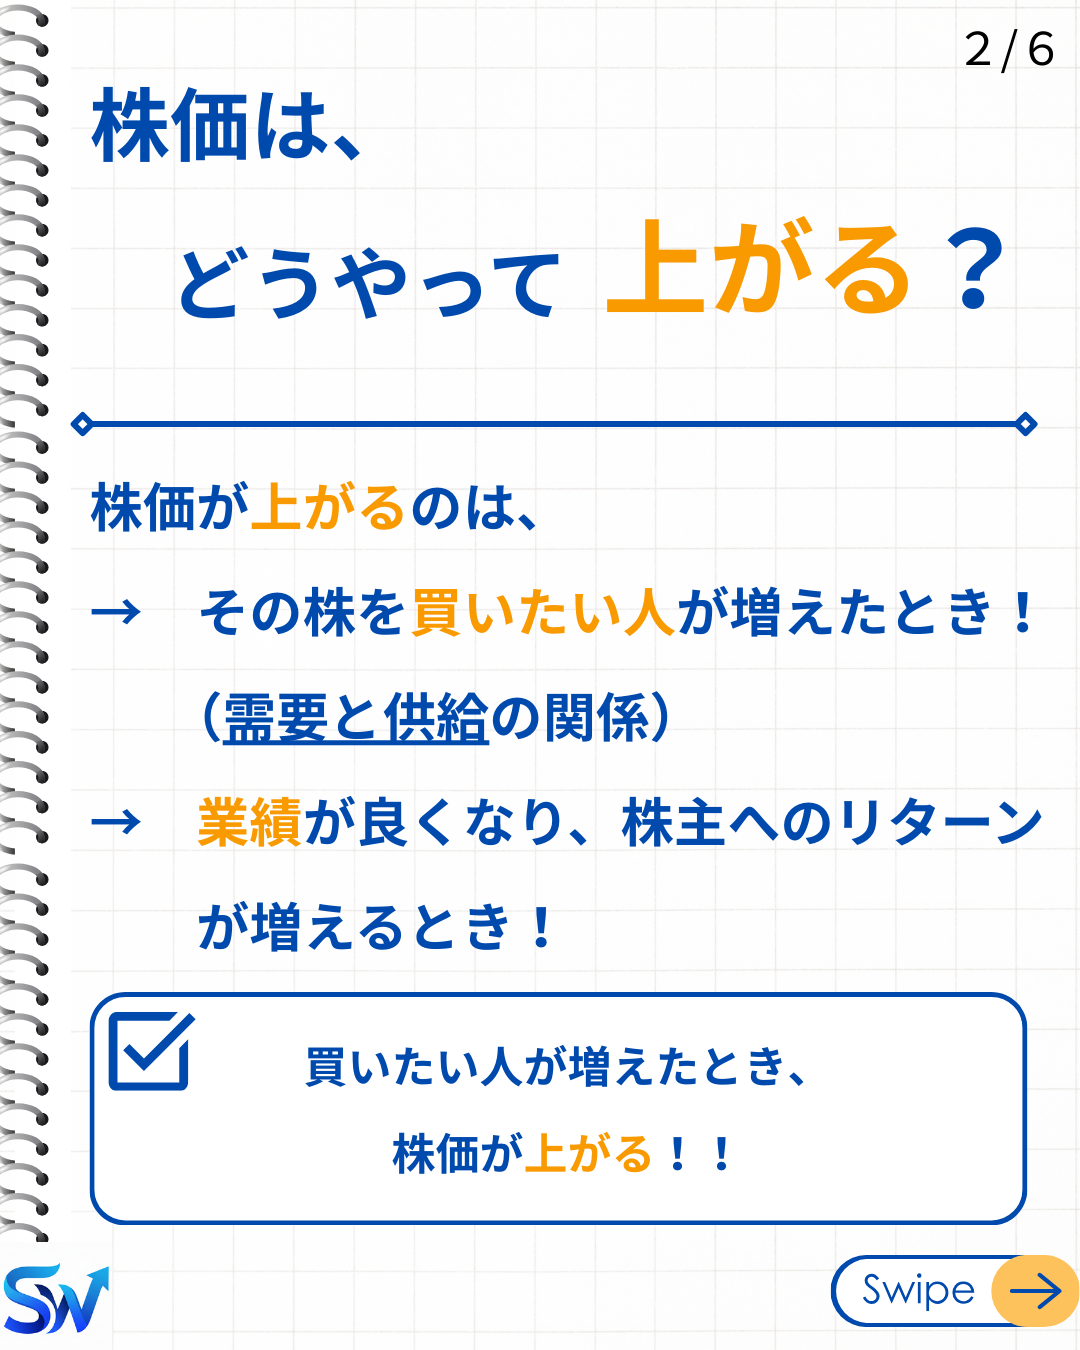 2/6
株価は、
どうやって 上がる？
株価が上がるのは、
→ その株を買いたい人が増えたとき！
（需要と供給の関係）
→ 業績が良くなり、株主へのリターン
が増えるとき！
買いたい人が増えたとき、
株価が上がる！！
SW
Swipe